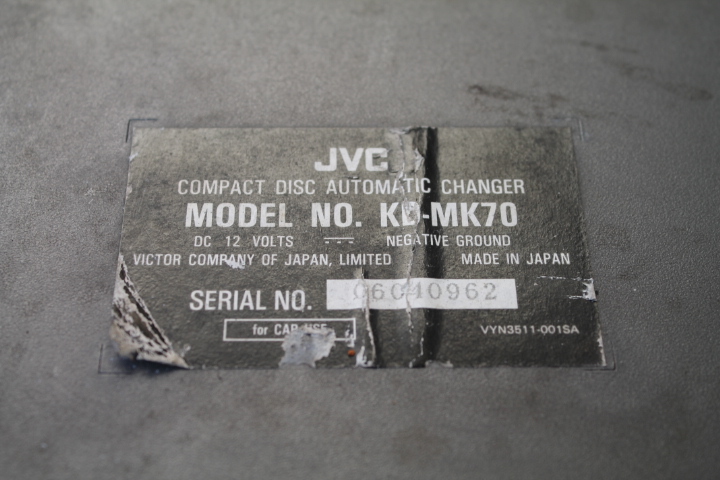 JVC
COMPACT DISC AUTOMATIC CHANGER
MODEL NO. KD-MK70
DC 12 VOLTS ⎓ NEGATIVE GROUND
VICTOR COMPANY OF JAPAN, LIMITED MADE IN JAPAN
SERIAL NO. 06040962
for CAR USE
VYN3511-001SA